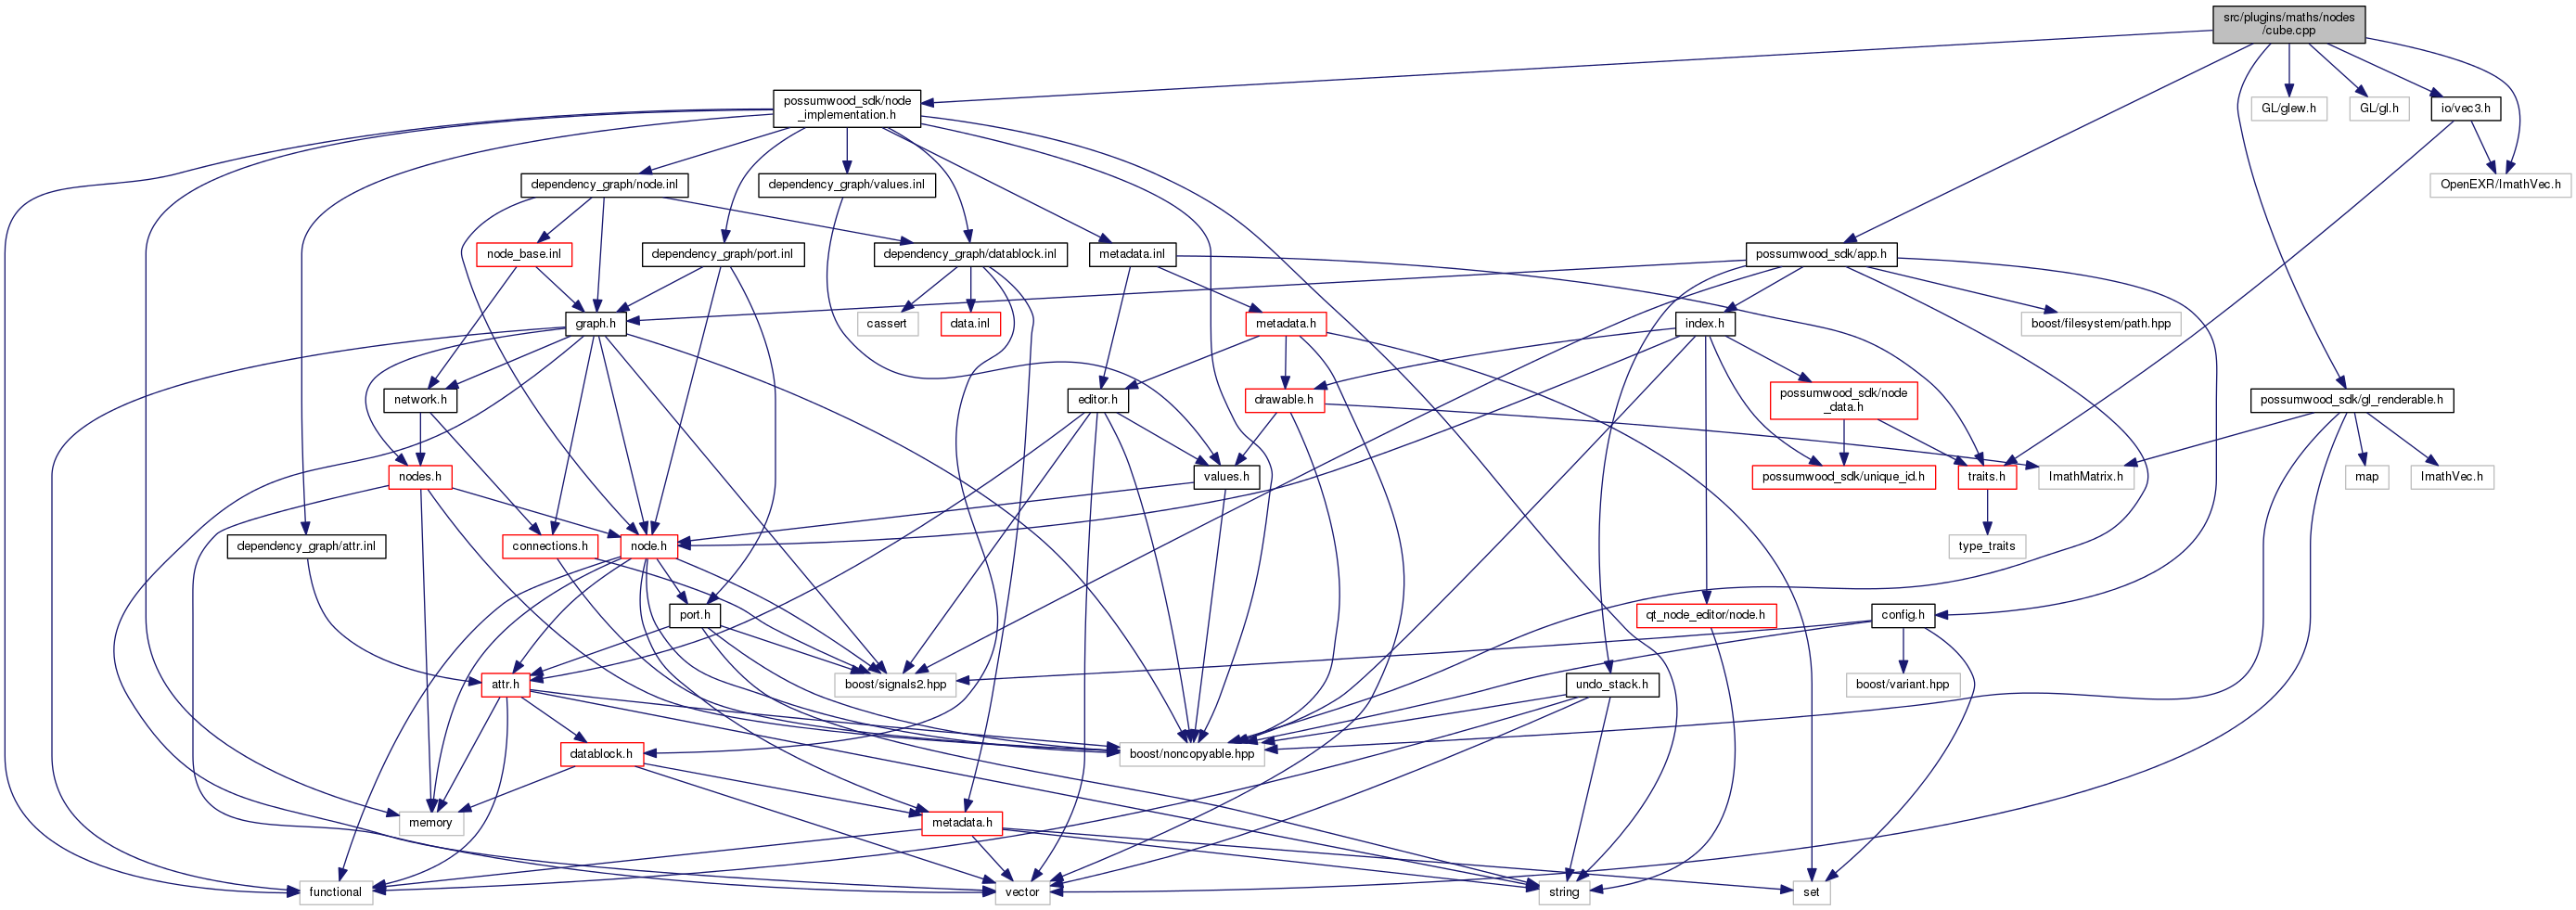 src/plugins/maths/nodes
/cube.cpp
possumwood_sdk/node
_implementation.h
GL/glew.h
GL/gl.h
io/vec3.h
dependency_graph/node.inl
dependency_graph/values.inl
OpenEXR/ImathVec.h
node_base.inl
dependency_graph/port.inl
dependency_graph/datablock.inl
metadata.inl
possumwood_sdk/app.h
graph.h
cassert
data.inl
metadata.h
index.h
boost/filesystem/path.hpp
network.h
editor.h
drawable.h
possumwood_sdk/node
_data.h
possumwood_sdk/gl_renderable.h
nodes.h
values.h
possumwood_sdk/unique_id.h
traits.h
ImathMatrix.h
map
ImathVec.h
dependency_graph/attr.inl
connections.h
node.h
type_traits
port.h
qt_node_editor/node.h
config.h
attr.h
boost/signals2.hpp
undo_stack.h
boost/variant.hpp
datablock.h
boost/noncopyable.hpp
memory
metadata.h
functional
vector
string
set